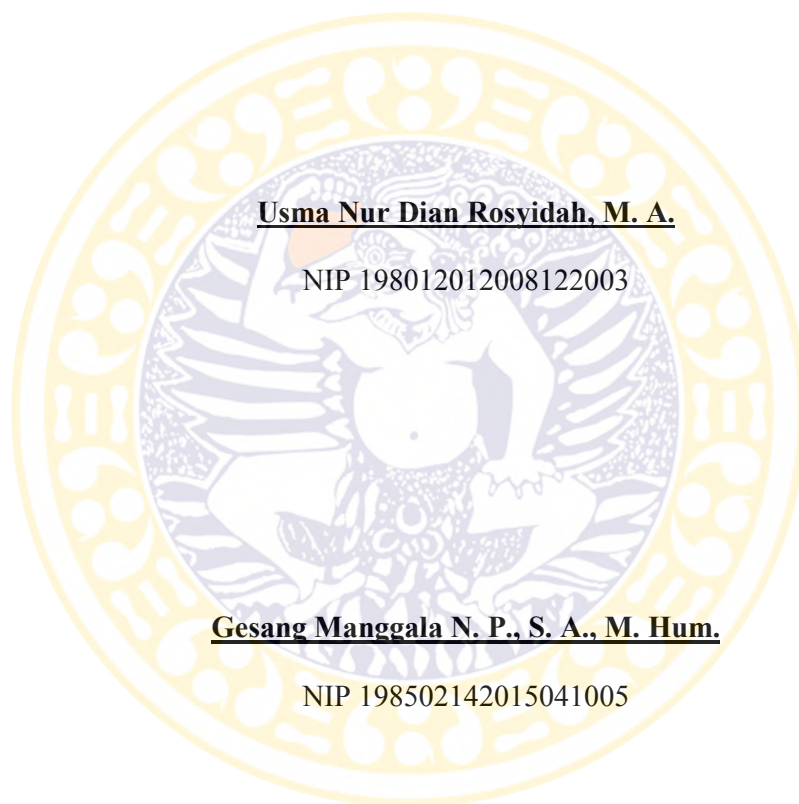 Usma Nur Dian Rosyidah, M. A.
NIP 198012012008122003
Gesang Manggala N. P., S. A., M. Hum.
NIP 198502142015041005